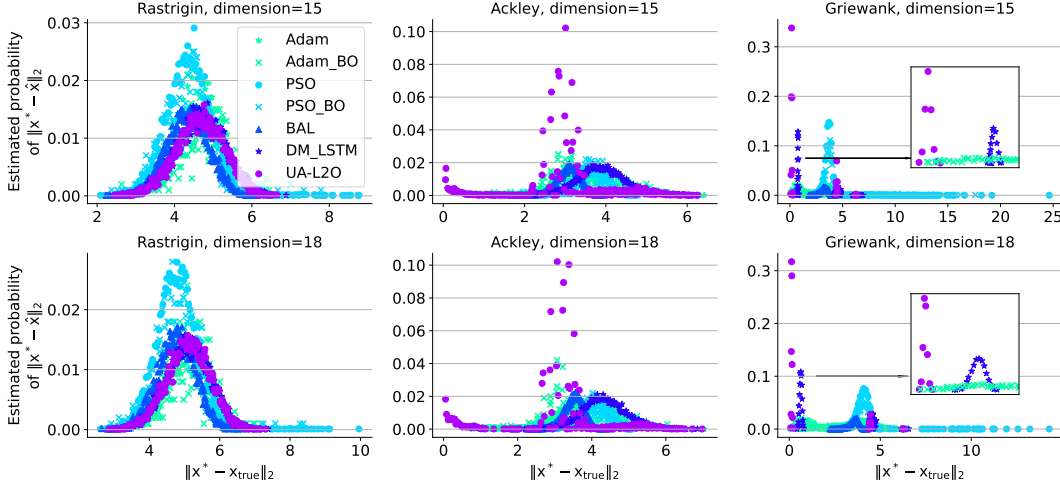 Rastrigin, dimension=15
Ackley, dimension=15
Griewank, dimension=15
Estimated probability
of ‖x* − x̂‖₂
0.03
0.02
0.01
0.00
2 4 6 8
Adam
Adam_BO
PSO
PSO_BO
BAL
DM_LSTM
UA-L2O
0.10
0.08
0.06
0.04
0.02
0.00
0 2 4 6
0.3
0.2
0.1
0.0
0 5 10 15 20 25
Rastrigin, dimension=18
Ackley, dimension=18
Griewank, dimension=18
Estimated probability
of ‖x* − x̂‖₂
0.02
0.01
0.00
4 6 8 10
‖x* − x_true‖₂
0.10
0.08
0.06
0.04
0.02
0.00
0 2 4 6
‖x* − x_true‖₂
0.3
0.2
0.1
0.0
0 5 10
‖x* − x_true‖₂